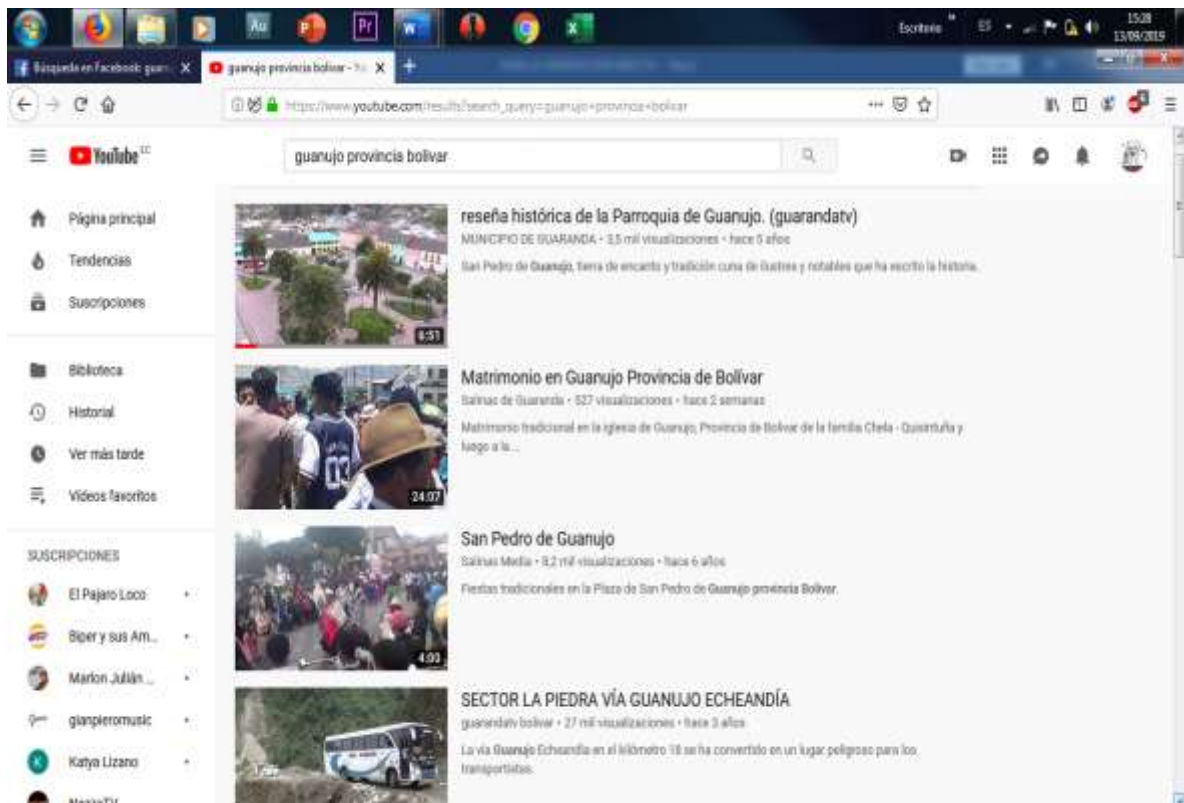 Au
Pr
Escritorio
ES
15:28
13/09/2019
Búsqueda en Facebook: guan
guanujo provincia bolivar - Yo
https://www.youtube.com/results?search_query=guanujo+provincia+bolivar
YouTube EC
guanujo provincia bolivar
Página principal
Tendencias
Suscripciones
Biblioteca
Historial
Ver más tarde
Vídeos favoritos
SUSCRIPCIONES
El Pajaro Loco
Biper y sus Am...
Marlon Julián ...
gianpieromusic
Katya Lizano
reseña histórica de la Parroquia de Guanujo. (guarandatv)
MUNICIPIO DE GUARANDA • 3,5 mil visualizaciones • hace 5 años
San Pedro de Guanujo, tierra de encanto y tradición cuna de ilustres y notables que ha escrito la historia.
6:51
Matrimonio en Guanujo Provincia de Bolívar
Salinas de Guaranda • 527 visualizaciones • hace 2 semanas
Matrimonio tradicional en la iglesia de Guanujo, Provincia de Bolivar de la familia Chela - Quisintuña y
luego a la...
03
24:07
San Pedro de Guanujo
Salinas Media • 9,2 mil visualizaciones • hace 6 años
Fiestas tradicionales en la Plaza de San Pedro de Guanujo provincia Bolivar.
4:03
SECTOR LA PIEDRA VÍA GUANUJO ECHEANDÍA
guarandatv bolivar • 27 mil visualizaciones • hace 3 años
La vía Guanujo Echeandia en el kilómetro 18 se ha convertido en un lugar peligroso para los
transportistas.